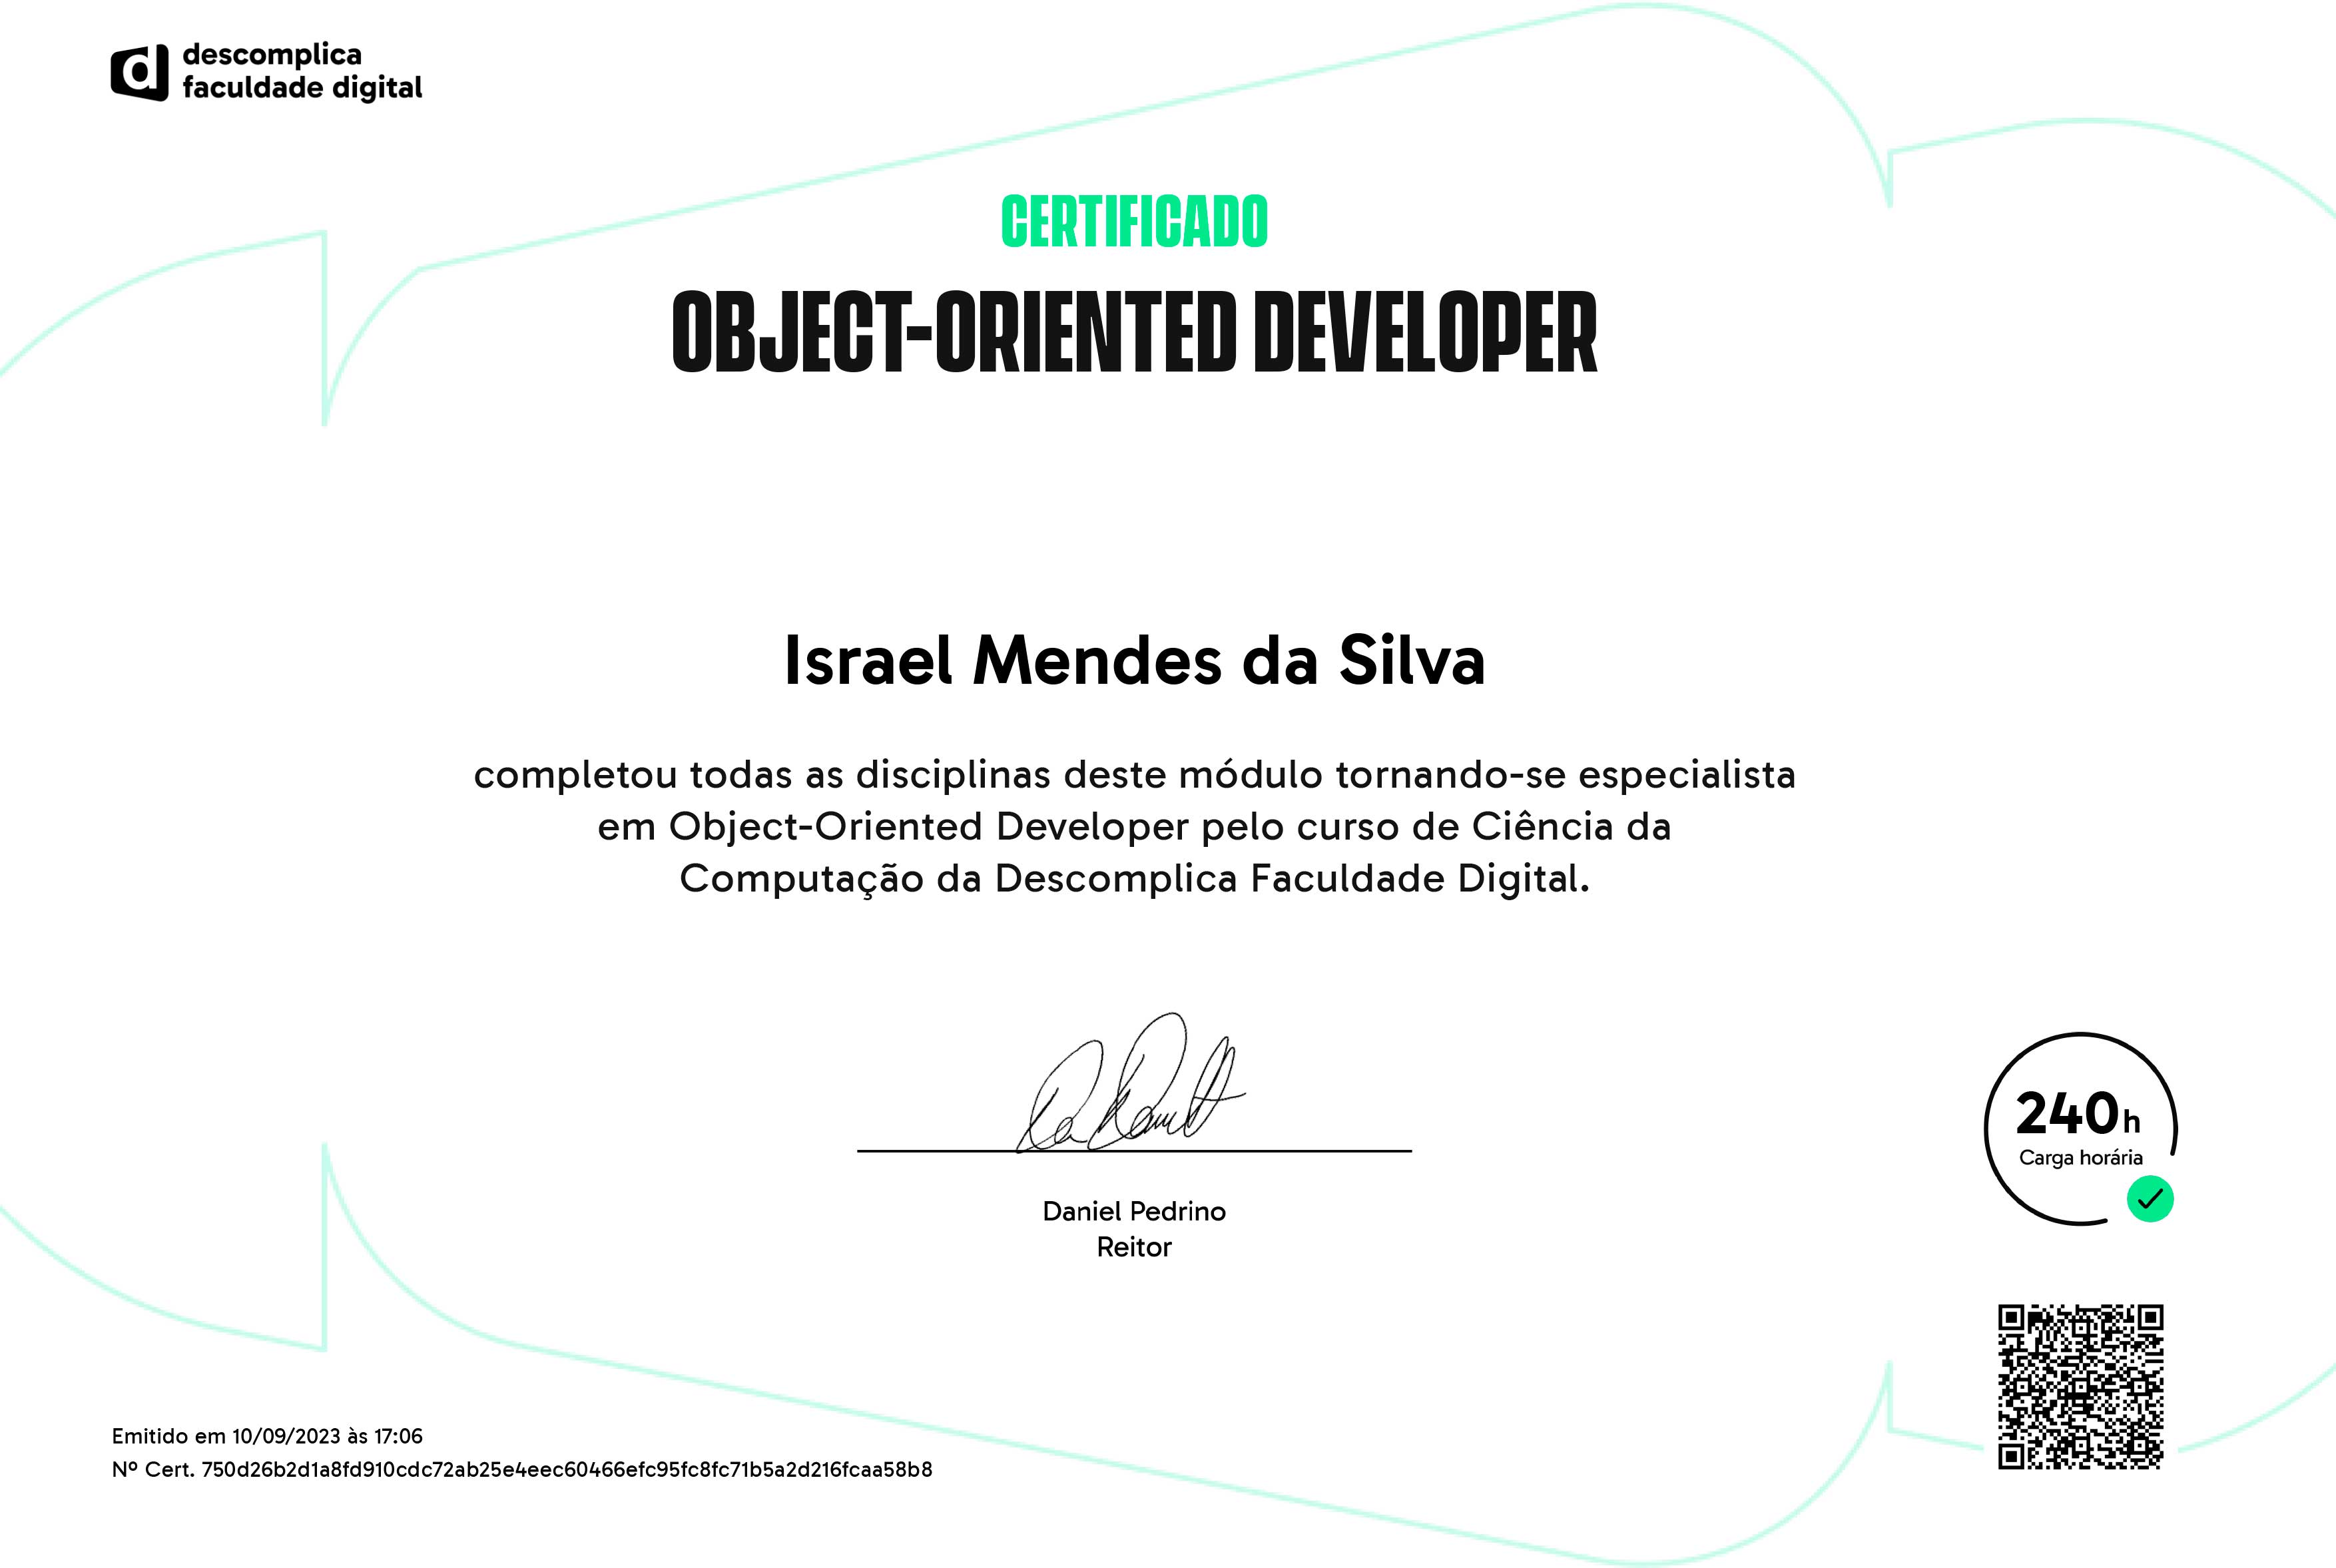 descomplica
faculdade digital
CERTIFICADO
OBJECT-ORIENTED DEVELOPER
Israel Mendes da Silva
completou todas as disciplinas deste módulo tornando-se especialista
em Object-Oriented Developer pelo curso de Ciência da
Computação da Descomplica Faculdade Digital.
Daniel Pedrino
Reitor
240h
Carga horária
Emitido em 10/09/2023 às 17:06
Nº Cert. 750d26b2d1a8fd910cdc72ab25e4eec60466efc95fc8fc71b5a2d216fcaa58b8